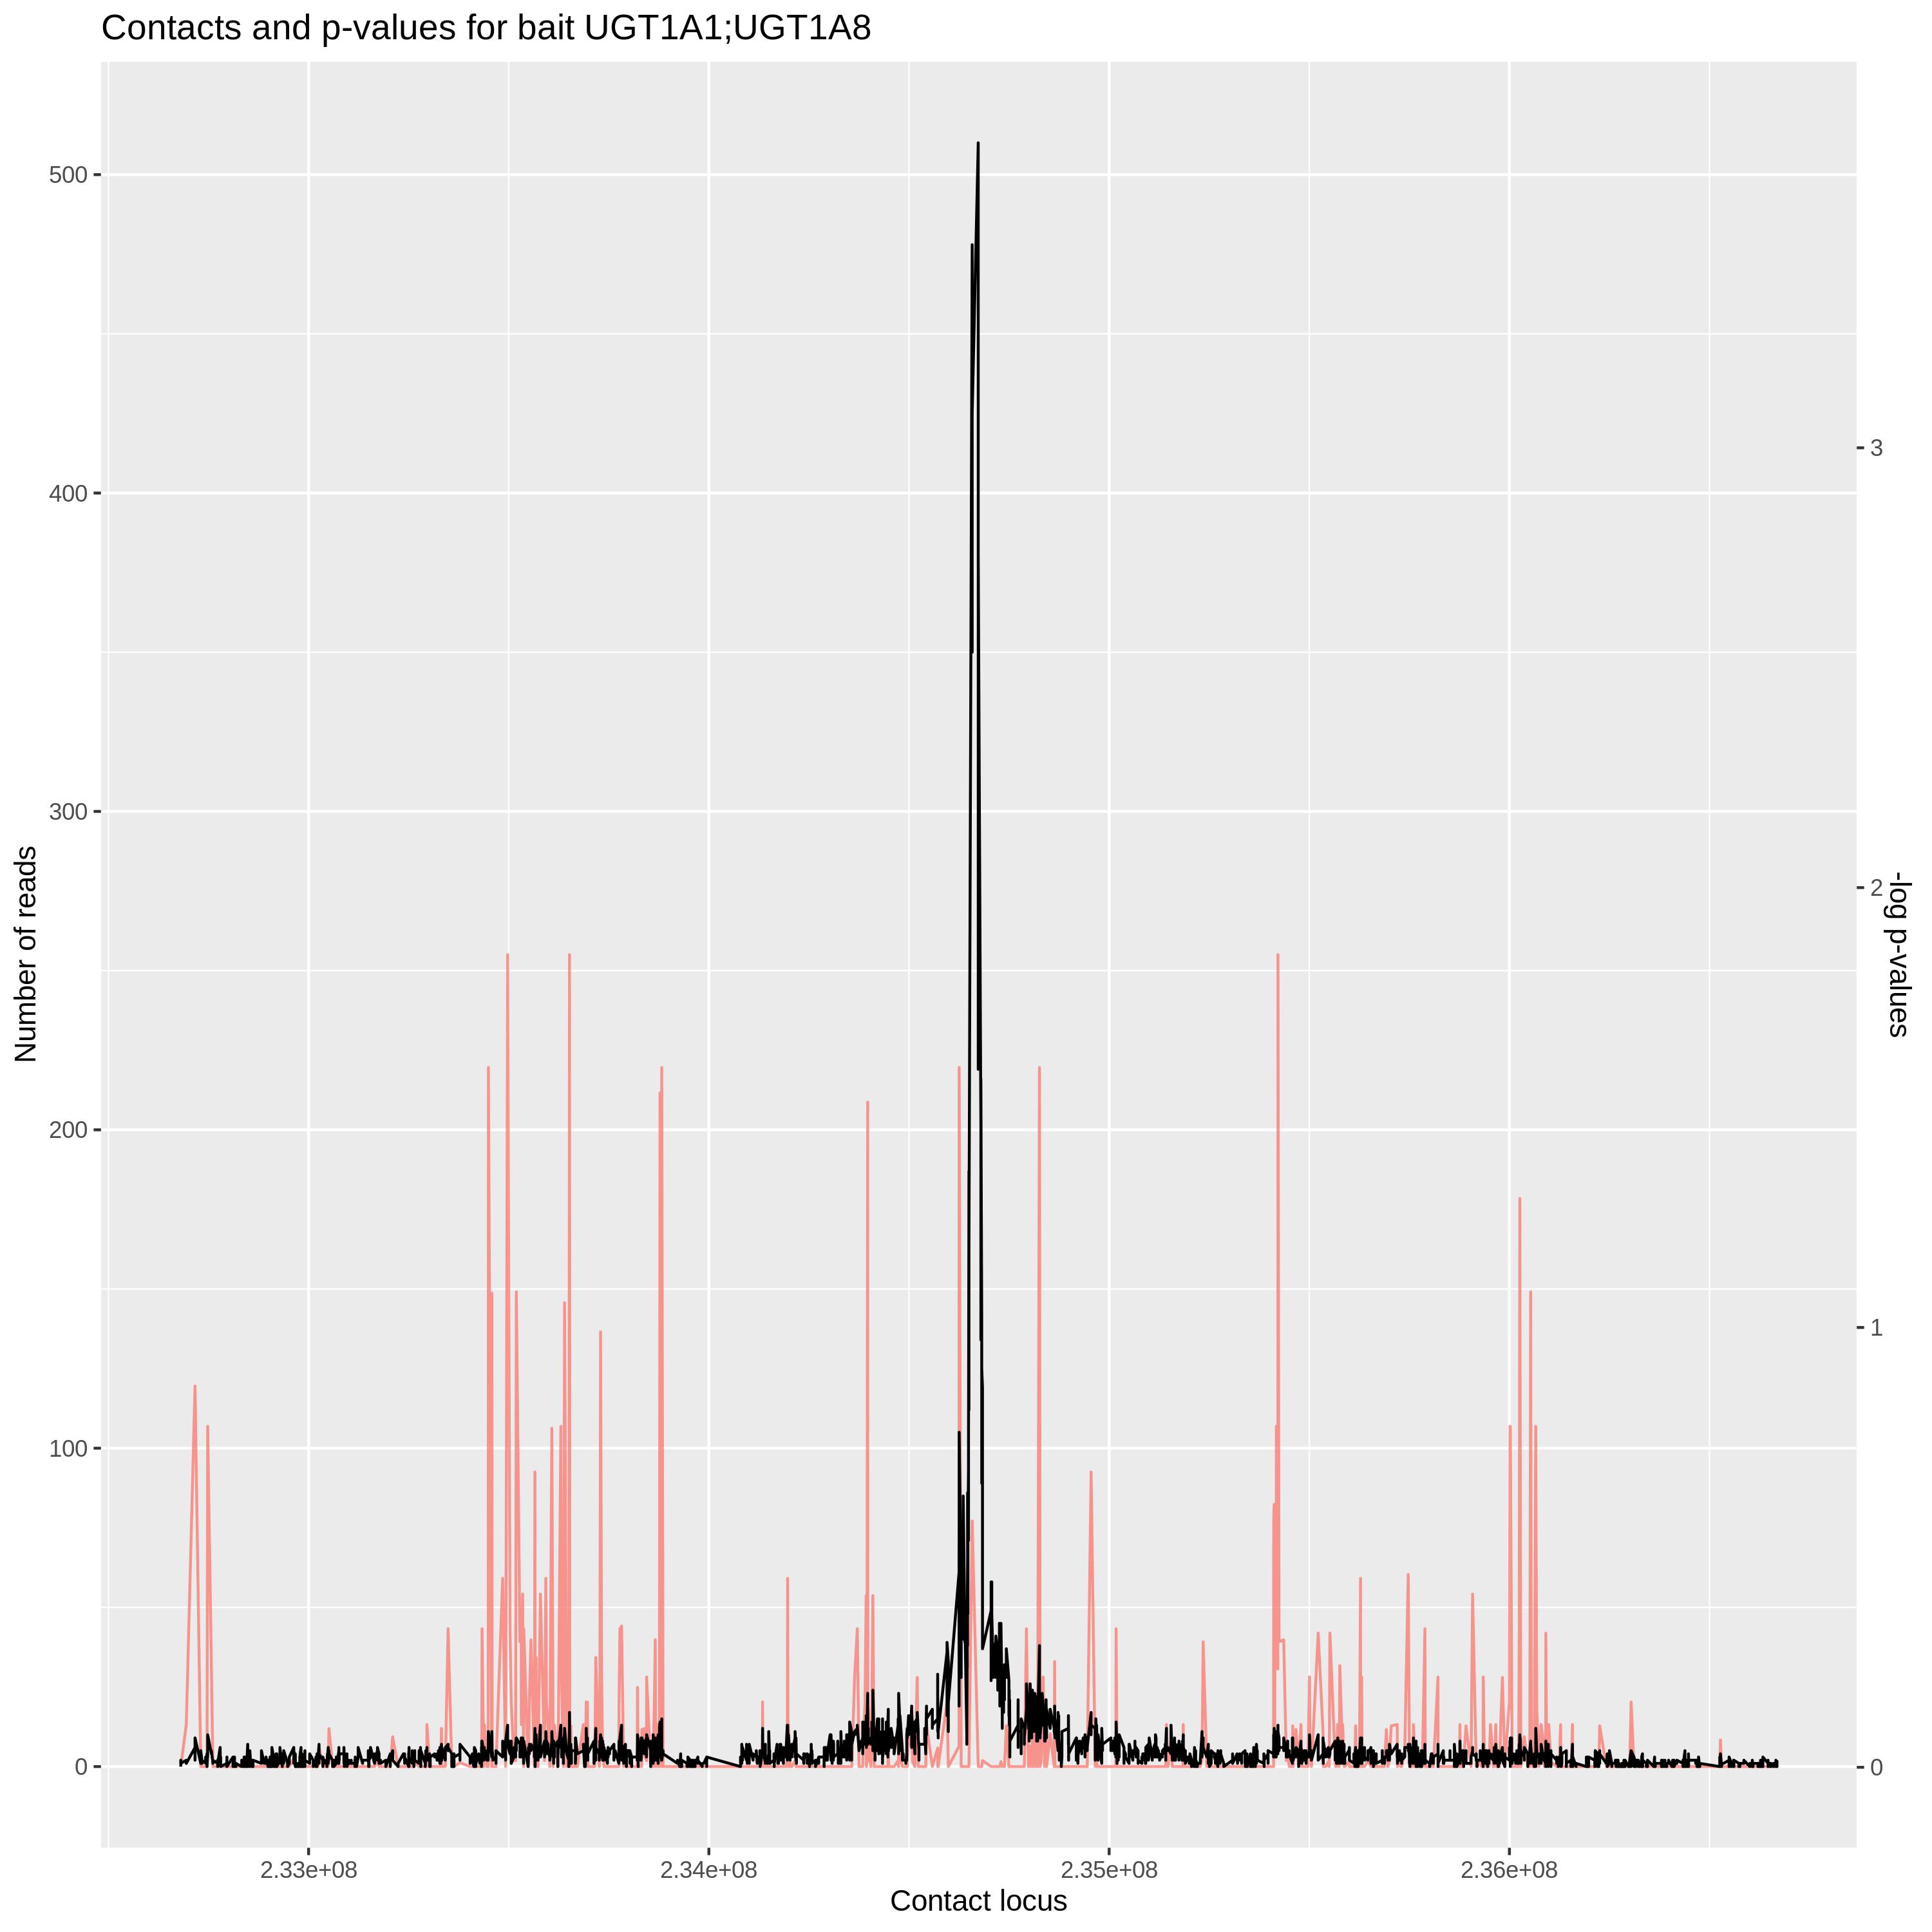 Contacts and p-values for bait UGT1A1;UGT1A8
500
400
300
200
100
0
Number of reads
3
2
1
0
-log p-values
2.33e+08
2.34e+08
2.35e+08
2.36e+08
Contact locus